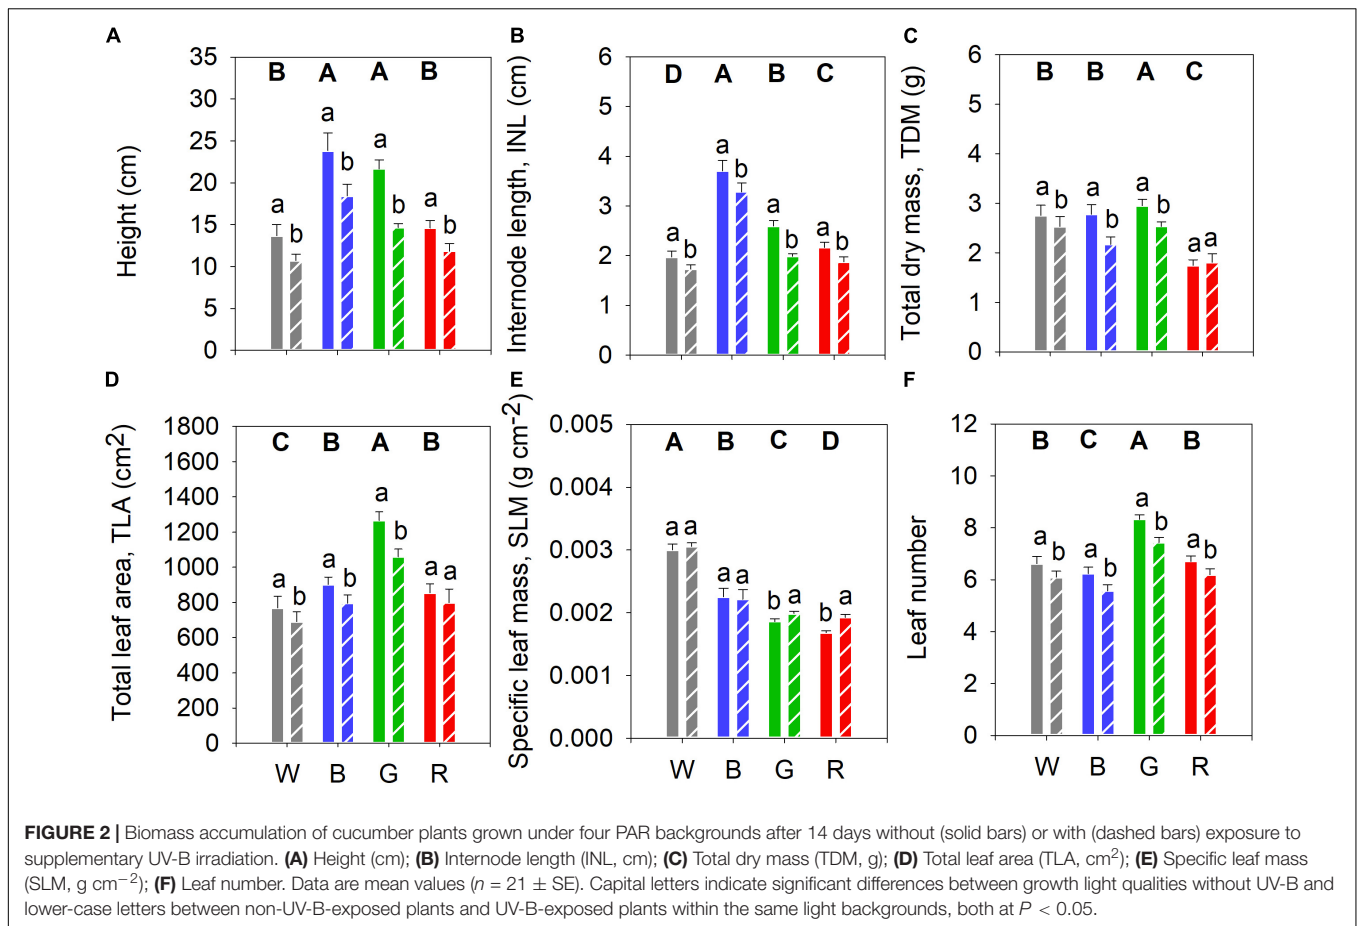 A
Height (cm)
35
30
25
20
15
10
5
0
B A A B
a b a b a b a b
B
Internode length, INL (cm)
6
5
4
3
2
1
0
D A B C
a b a b a b a b
C
Total dry mass, TDM (g)
6
5
4
3
2
1
0
B B A C
a b a b a b a a
D
Total leaf area, TLA (cm²)
1800
1600
1400
1200
1000
800
600
400
200
0
C B A B
a b a b a b a a
W B G R
E
Specific leaf mass, SLM (g cm⁻²)
0.005
0.004
0.003
0.002
0.001
0.000
A B C D
a a a a b a b a
W B G R
F
Leaf number
12
10
8
6
4
2
0
B C A B
a b a b a b a b
W B G R
FIGURE 2 | Biomass accumulation of cucumber plants grown under four PAR backgrounds after 14 days without (solid bars) or with (dashed bars) exposure to
supplementary UV-B irradiation. (A) Height (cm); (B) Internode length (INL, cm); (C) Total dry mass (TDM, g); (D) Total leaf area (TLA, cm²); (E) Specific leaf mass
(SLM, g cm⁻²); (F) Leaf number. Data are mean values (n = 21 ± SE). Capital letters indicate significant differences between growth light qualities without UV-B and
lower-case letters between non-UV-B-exposed plants and UV-B-exposed plants within the same light backgrounds, both at P < 0.05.